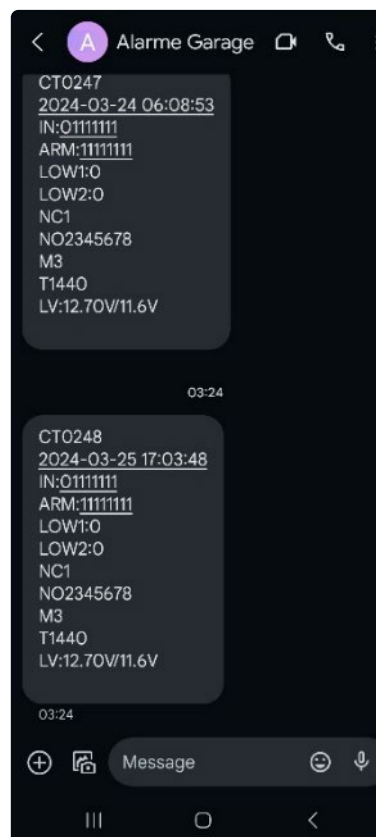 A Alarme Garage
CT0247
2024-03-24 06:08:53
IN:01111111
ARM:11111111
LOW1:0
LOW2:0
NC1
NO2345678
M3
T1440
LV:12.70V/11.6V
03:24
CT0248
2024-03-25 17:03:48
IN:01111111
ARM:11111111
LOW1:0
LOW2:0
NC1
NO2345678
M3
T1440
LV:12.70V/11.6V
03:24
Message